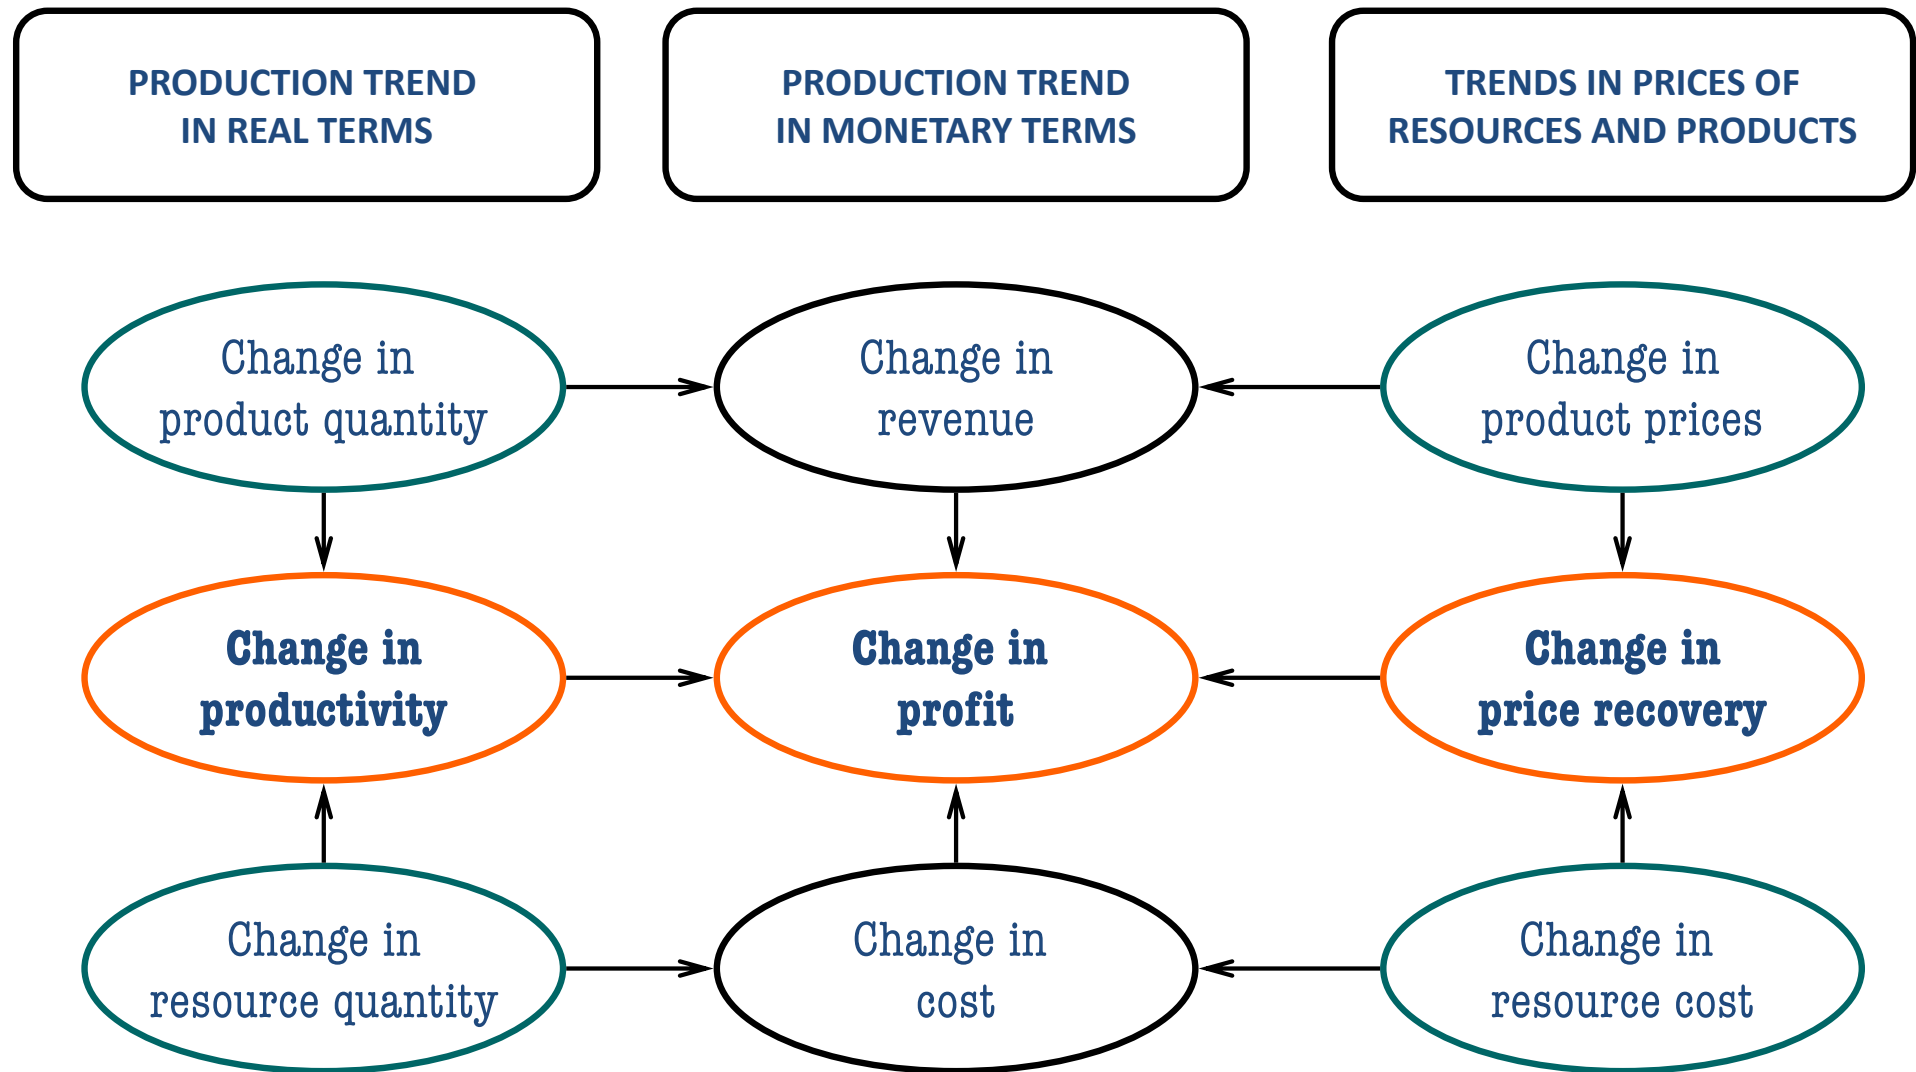 PRODUCTION TREND
IN REAL TERMS
PRODUCTION TREND
IN MONETARY TERMS
TRENDS IN PRICES OF
RESOURCES AND PRODUCTS
Change in
product quantity
Change in
revenue
Change in
product prices
Change in
productivity
Change in
profit
Change in
price recovery
Change in
resource quantity
Change in
cost
Change in
resource cost